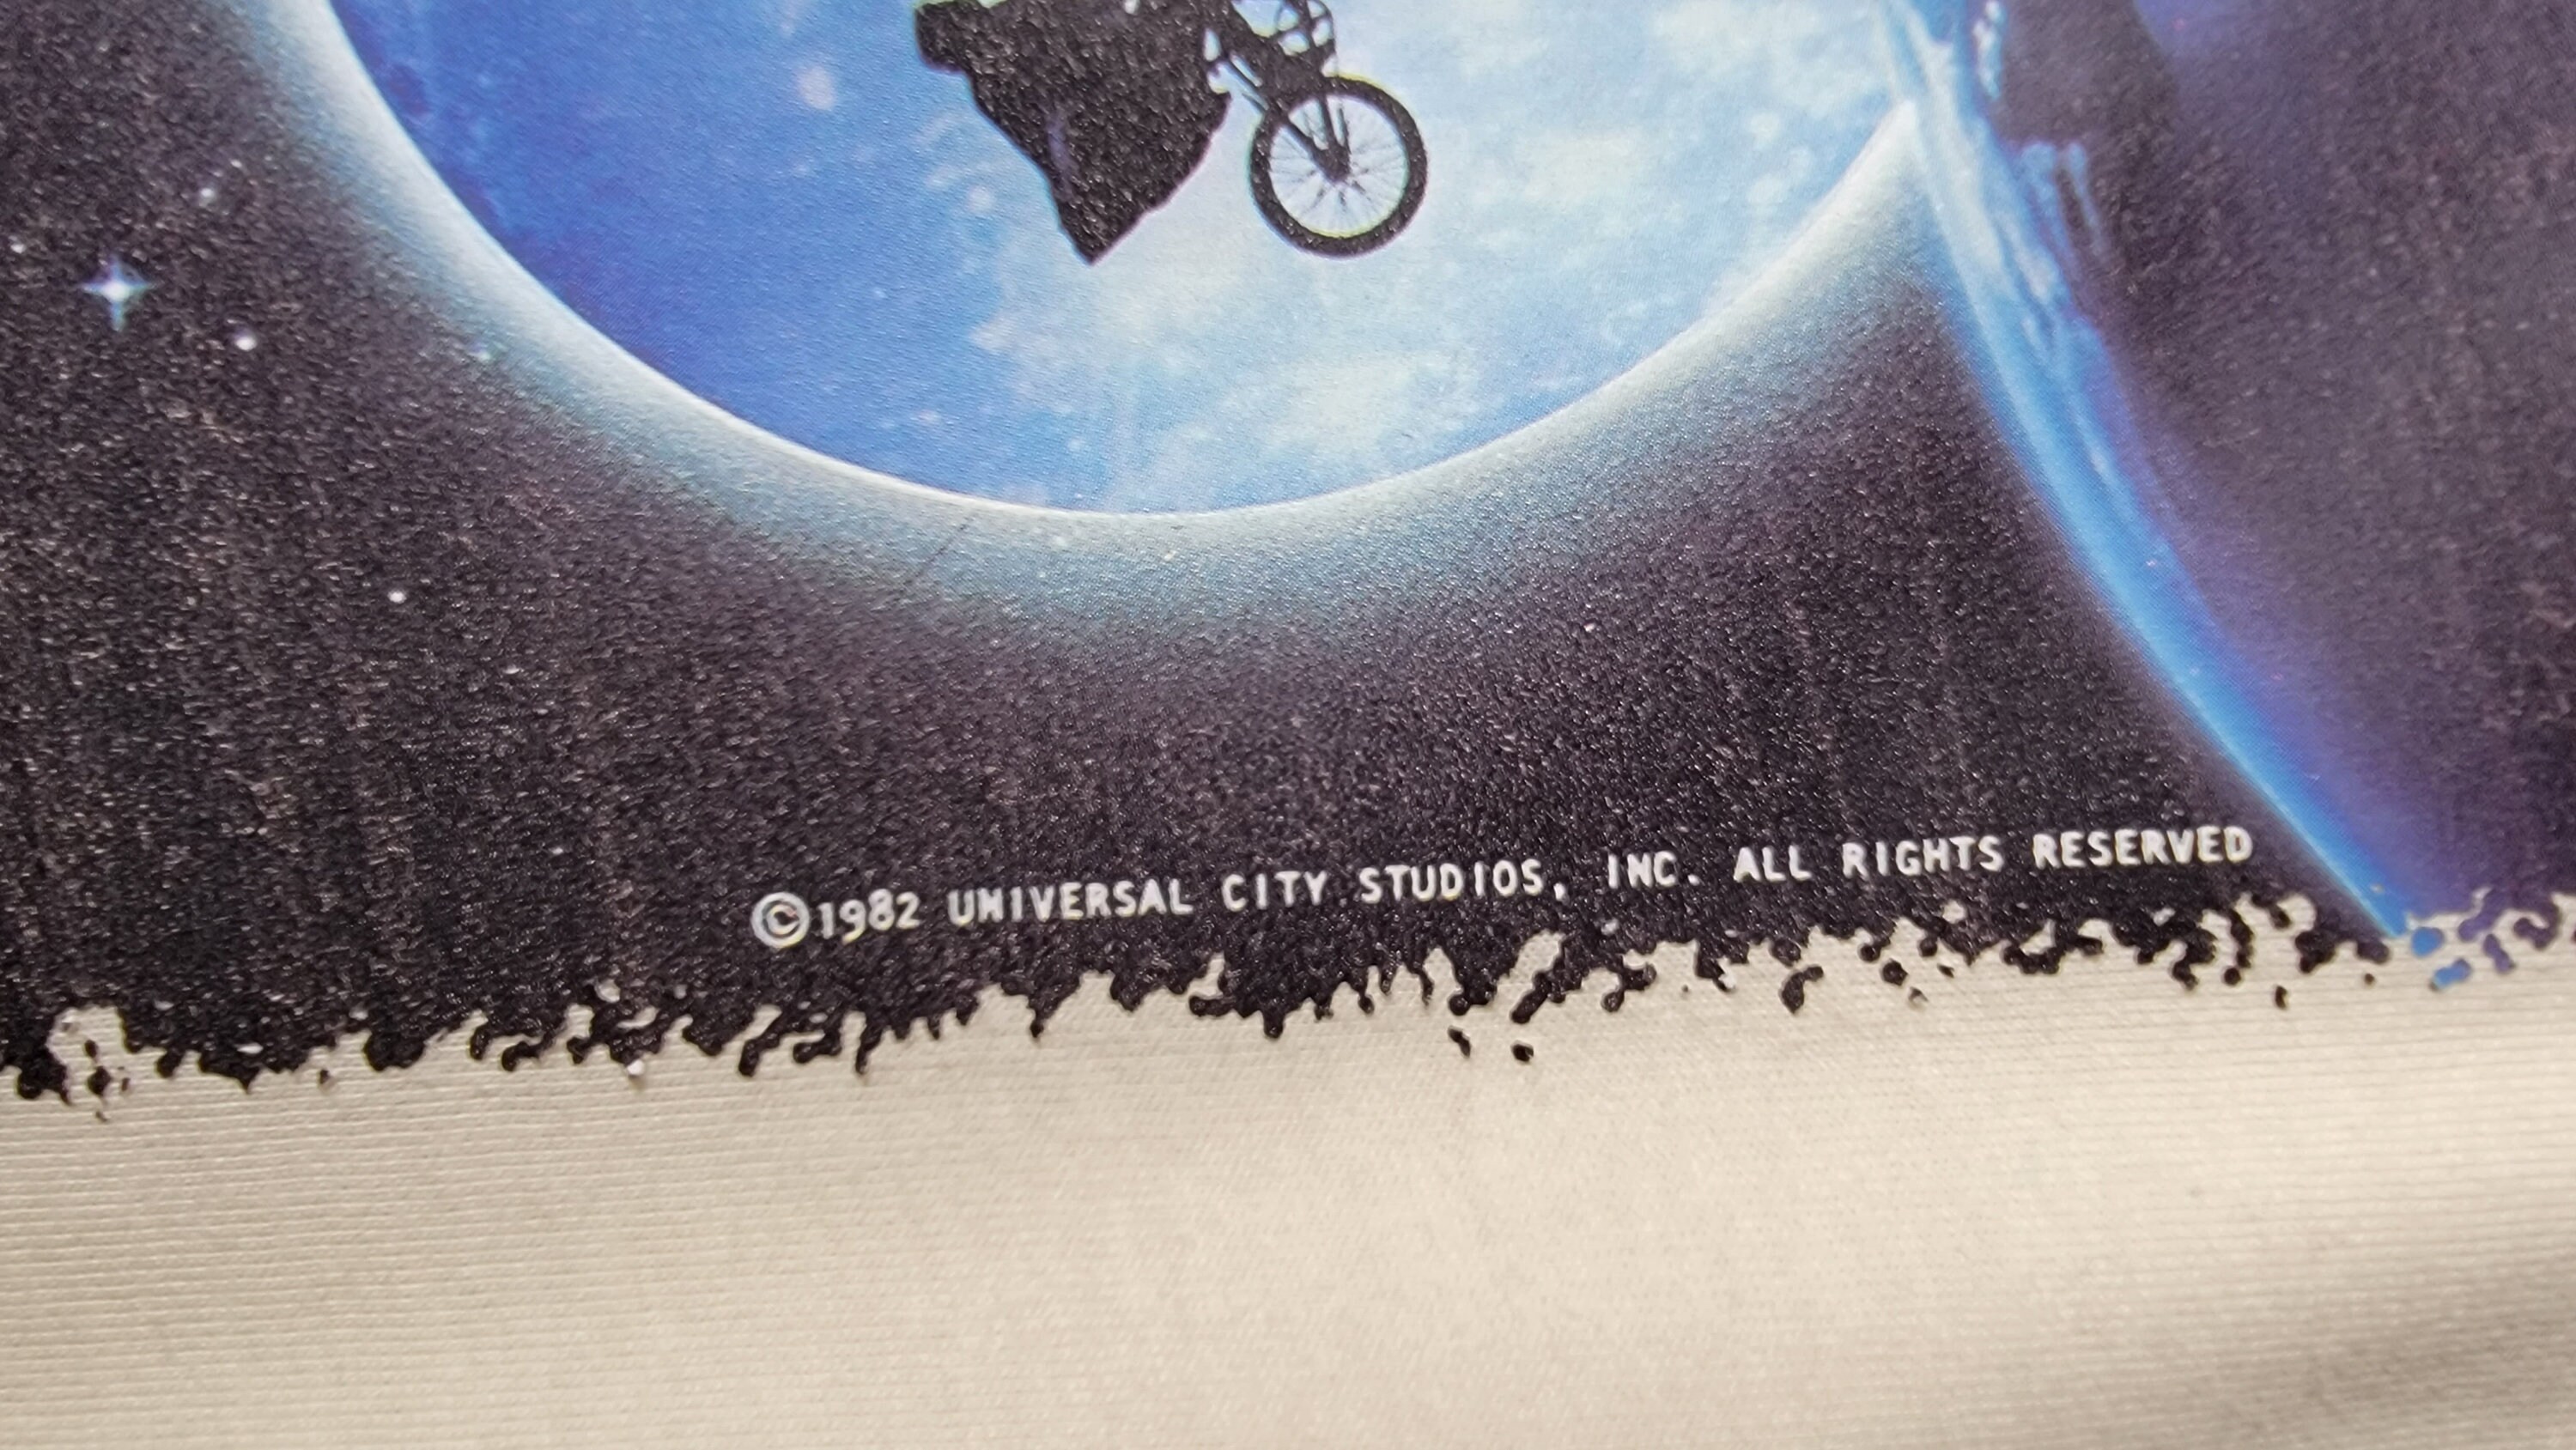 ©1982 UNIVERSAL CITY STUDIOS, INC. ALL RIGHTS RESERVED